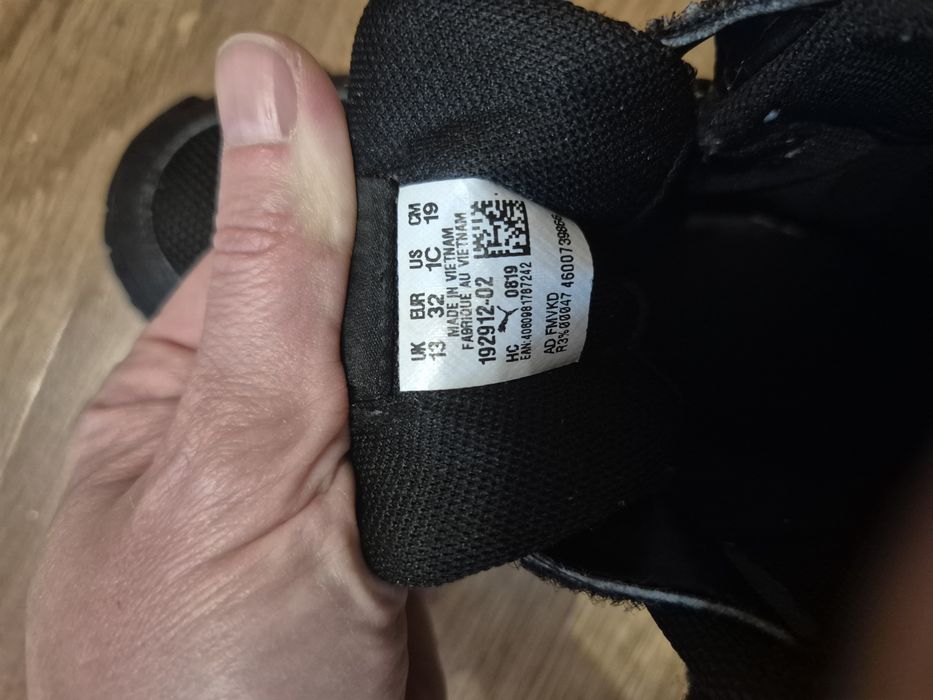 UK EUR US CM
13 32 1C 19
MADE IN VIETNAM
FABRIQUE AU VIETNAM
192912-02
HC 0819
EAN:4060981787242
AD FMVKD
R3%00047 4600739866